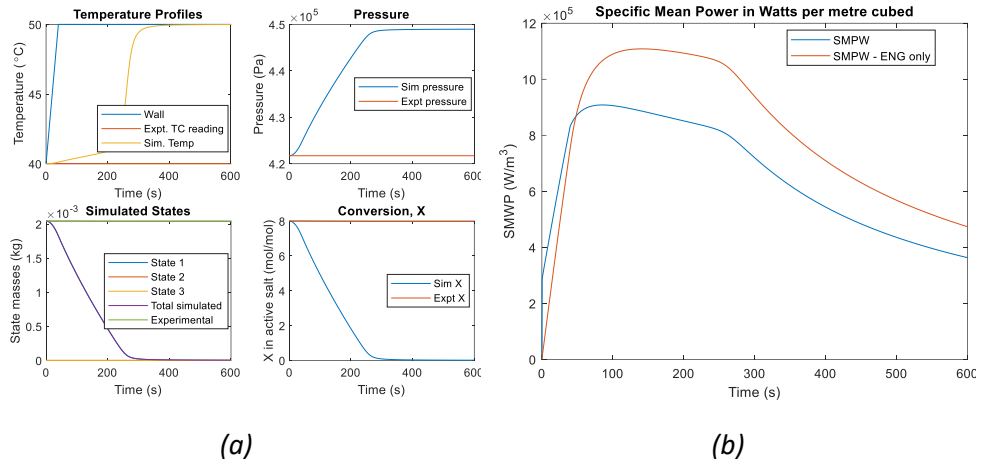 Temperature Profiles
50
45
40
Temperature (°C)
Wall
Expt. TC reading
Sim. Temp
0 200 400 600
Time (s)
Pressure
×10⁵
4.5
4.4
4.3
4.2
Pressure (Pa)
Sim pressure
Expt pressure
0 200 400 600
Time (s)
Simulated States
×10⁻³
2
1.5
1
0.5
0
State masses (kg)
State 1
State 2
State 3
Total simulated
Experimental
0 200 400 600
Time (s)
Conversion, X
8
6
4
2
0
X in active salt (mol/mol)
Sim X
Expt X
0 200 400 600
Time (s)
(a)
Specific Mean Power in Watts per metre cubed
×10⁵
12
10
8
6
4
2
0
SMWP (W/m³)
SMPW
SMPW - ENG only
0 100 200 300 400 500 600
Time (s)
(b)